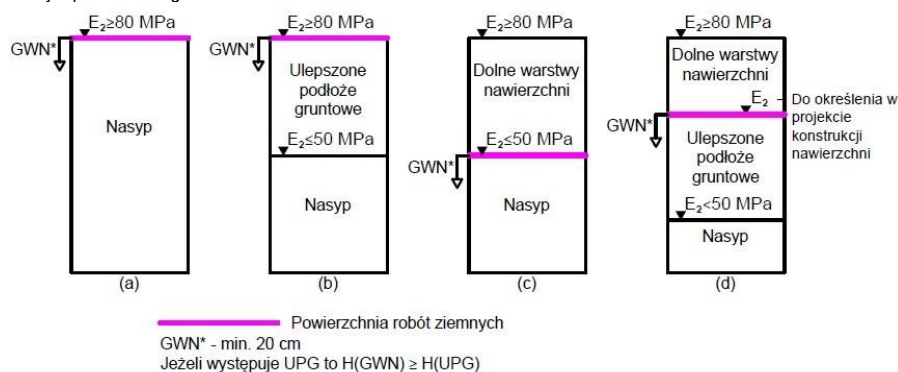 E₂≥80 MPa
GWN*
Nasyp
(a)
E₂≥80 MPa
GWN*
Ulepszone
podłoże
gruntowe
E₂≤50 MPa
Nasyp
(b)
E₂≥80 MPa
Dolne warstwy
nawierzchni
E₂≤50 MPa
GWN*
Nasyp
(c)
E₂≥80 MPa
Dolne warstwy
nawierzchni
E₂ – Do określenia w
projekcie
konstrukcji
nawierzchni
GWN*
Ulepszone
podłoże
gruntowe
E₂<50 MPa
Nasyp
(d)
Powierzchnia robót ziemnych
GWN* - min. 20 cm
Jeżeli występuje UPG to H(GWN) ≥ H(UPG)